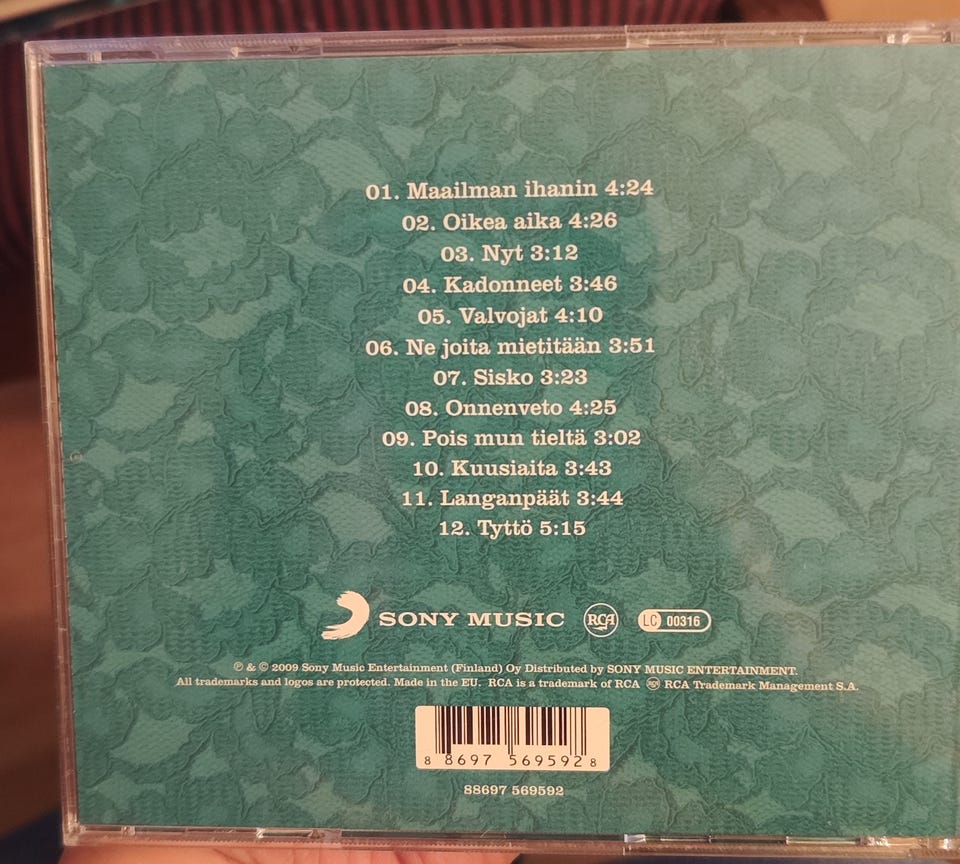 01. Maailman ihanin 4:24
02. Oikea aika 4:26
03. Nyt 3:12
04. Kadonneet 3:46
05. Valvojat 4:10
06. Ne joita mietitään 3:51
07. Sisko 3:23
08. Onnenveto 4:25
09. Pois mun tieltä 3:02
10. Kuusiaita 3:43
11. Langanpäät 3:44
12. Tyttö 5:15
SONY MUSIC RCA LC 00316
℗ & © 2009 Sony Music Entertainment (Finland) Oy Distributed by SONY MUSIC ENTERTAINMENT.
All trademarks and logos are protected. Made in the EU. RCA is a trademark of RCA RCA Trademark Management S.A.
8 8697 56959 2 8
88697 569592